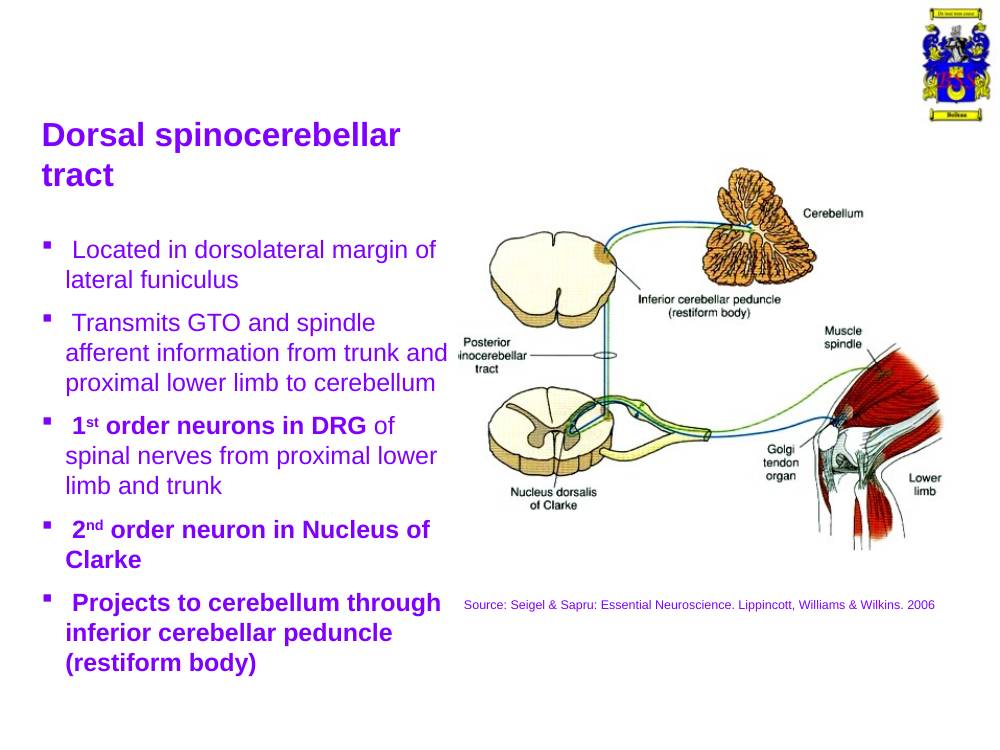 Dorsal spinocerebellar
tract
▪ Located in dorsolateral margin of
lateral funiculus
▪ Transmits GTO and spindle
afferent information from trunk and
proximal lower limb to cerebellum
▪ 1st order neurons in DRG of
spinal nerves from proximal lower
limb and trunk
▪ 2nd order neuron in Nucleus of
Clarke
▪ Projects to cerebellum through
inferior cerebellar peduncle
(restiform body)
Cerebellum
Inferior cerebellar peduncle
(restiform body)
Muscle
spindle
Posterior
inocerebellar
tract
Golgi
tendon
organ
Lower
limb
Nucleus dorsalis
of Clarke
Source: Seigel & Sapru: Essential Neuroscience. Lippincott, Williams & Wilkins. 2006